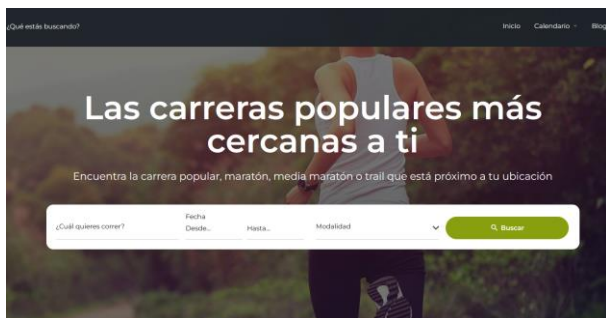 ¿Qué estás buscando?
Inicio Calendario Blog
Las carreras populares más
cercanas a ti
Encuentra la carrera popular, maratón, media maratón o trail que está próximo a tu ubicación
¿Cuál quieres correr?
Fecha
Desde...
Hasta...
Modalidad
Buscar